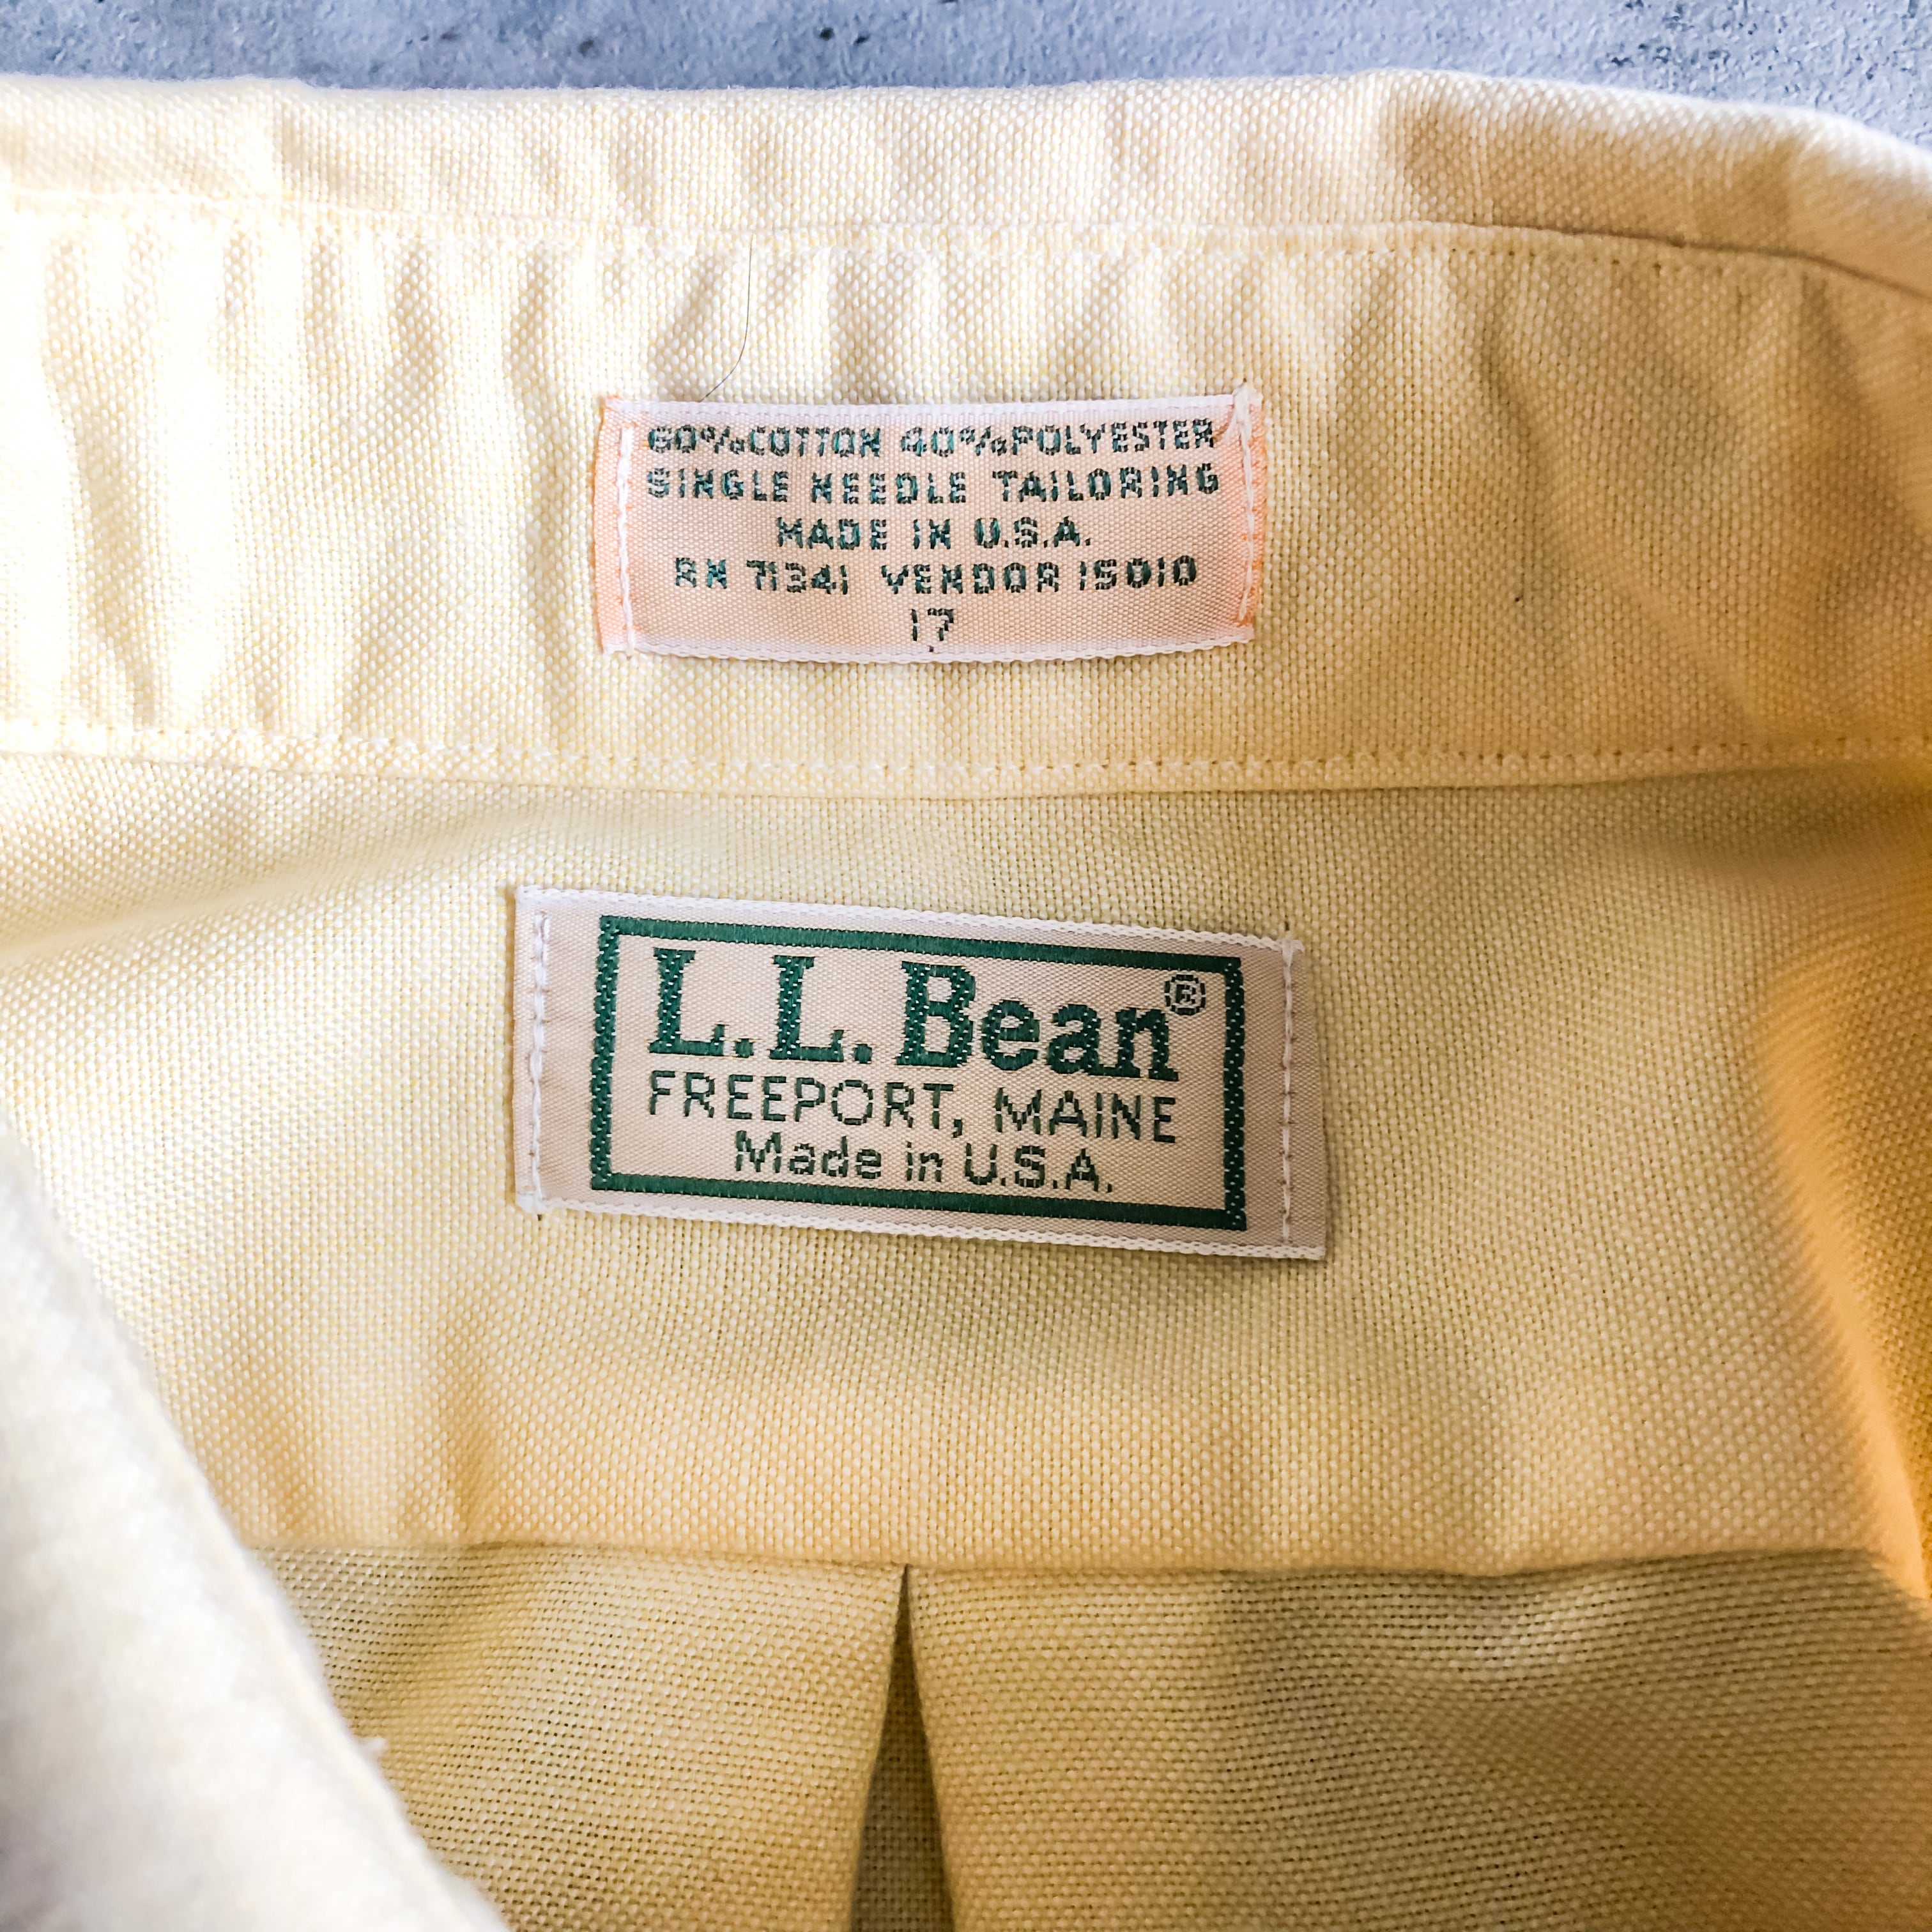 60% COTTON 40% POLYESTER
SINGLE NEEDLE TAILORING
MADE IN U.S.A.
RN 71341 VENDOR 15010
17
L.L.Bean®
FREEPORT, MAINE
Made in U.S.A.